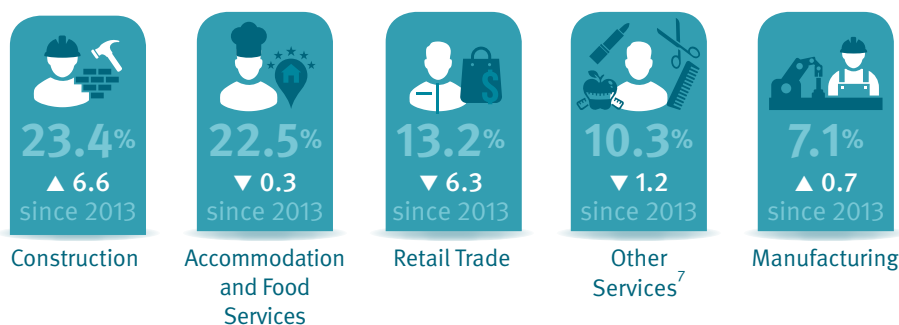 23.4%
▲ 6.6
since 2013
Construction
22.5%
▼ 0.3
since 2013
Accommodation
and Food
Services
$
13.2%
▼ 6.3
since 2013
Retail Trade
10.3%
▼ 1.2
since 2013
Other
Services7
7.1%
▲ 0.7
since 2013
Manufacturing